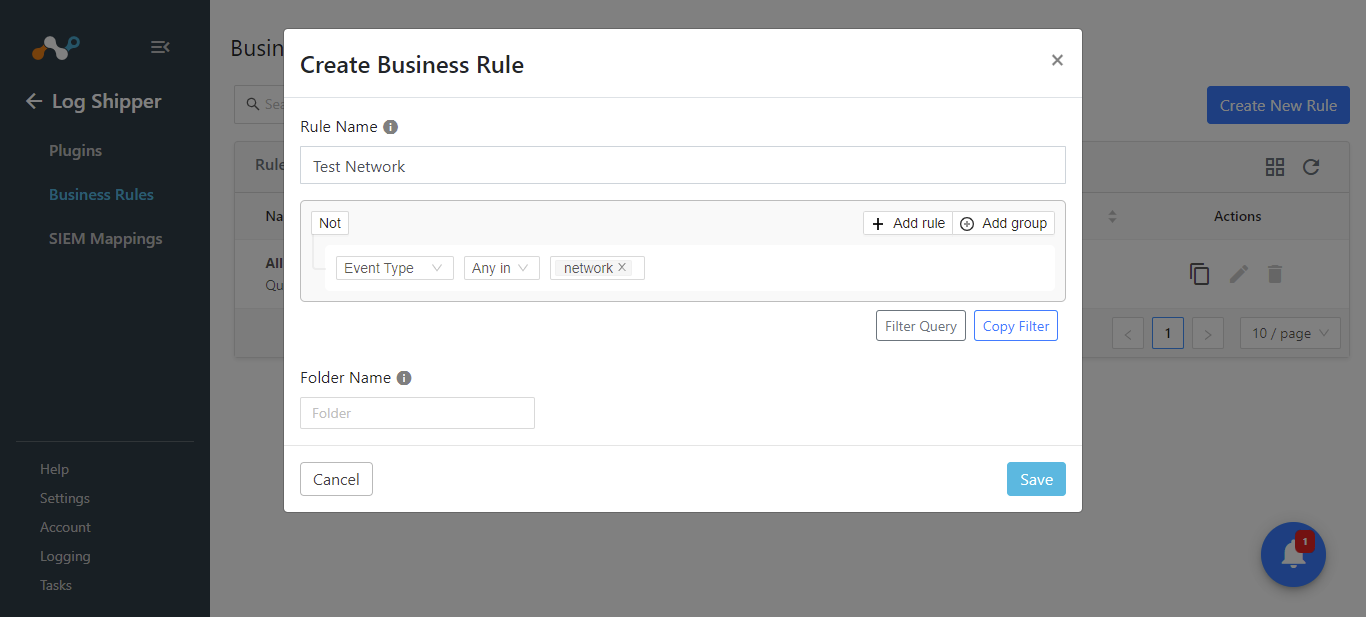 Log Shipper
Plugins
Business Rules
SIEM Mappings
Help
Settings
Account
Logging
Tasks
Busin
Sea
Create New Rule
Rule
Na
Actions
All
Qu
<
1
>
10 / page
Create Business Rule
×
Rule Name
Test Network
Not
Add rule
Add group
Event Type
Any in
network
Filter Query
Copy Filter
Folder Name
Folder
Cancel
Save
1